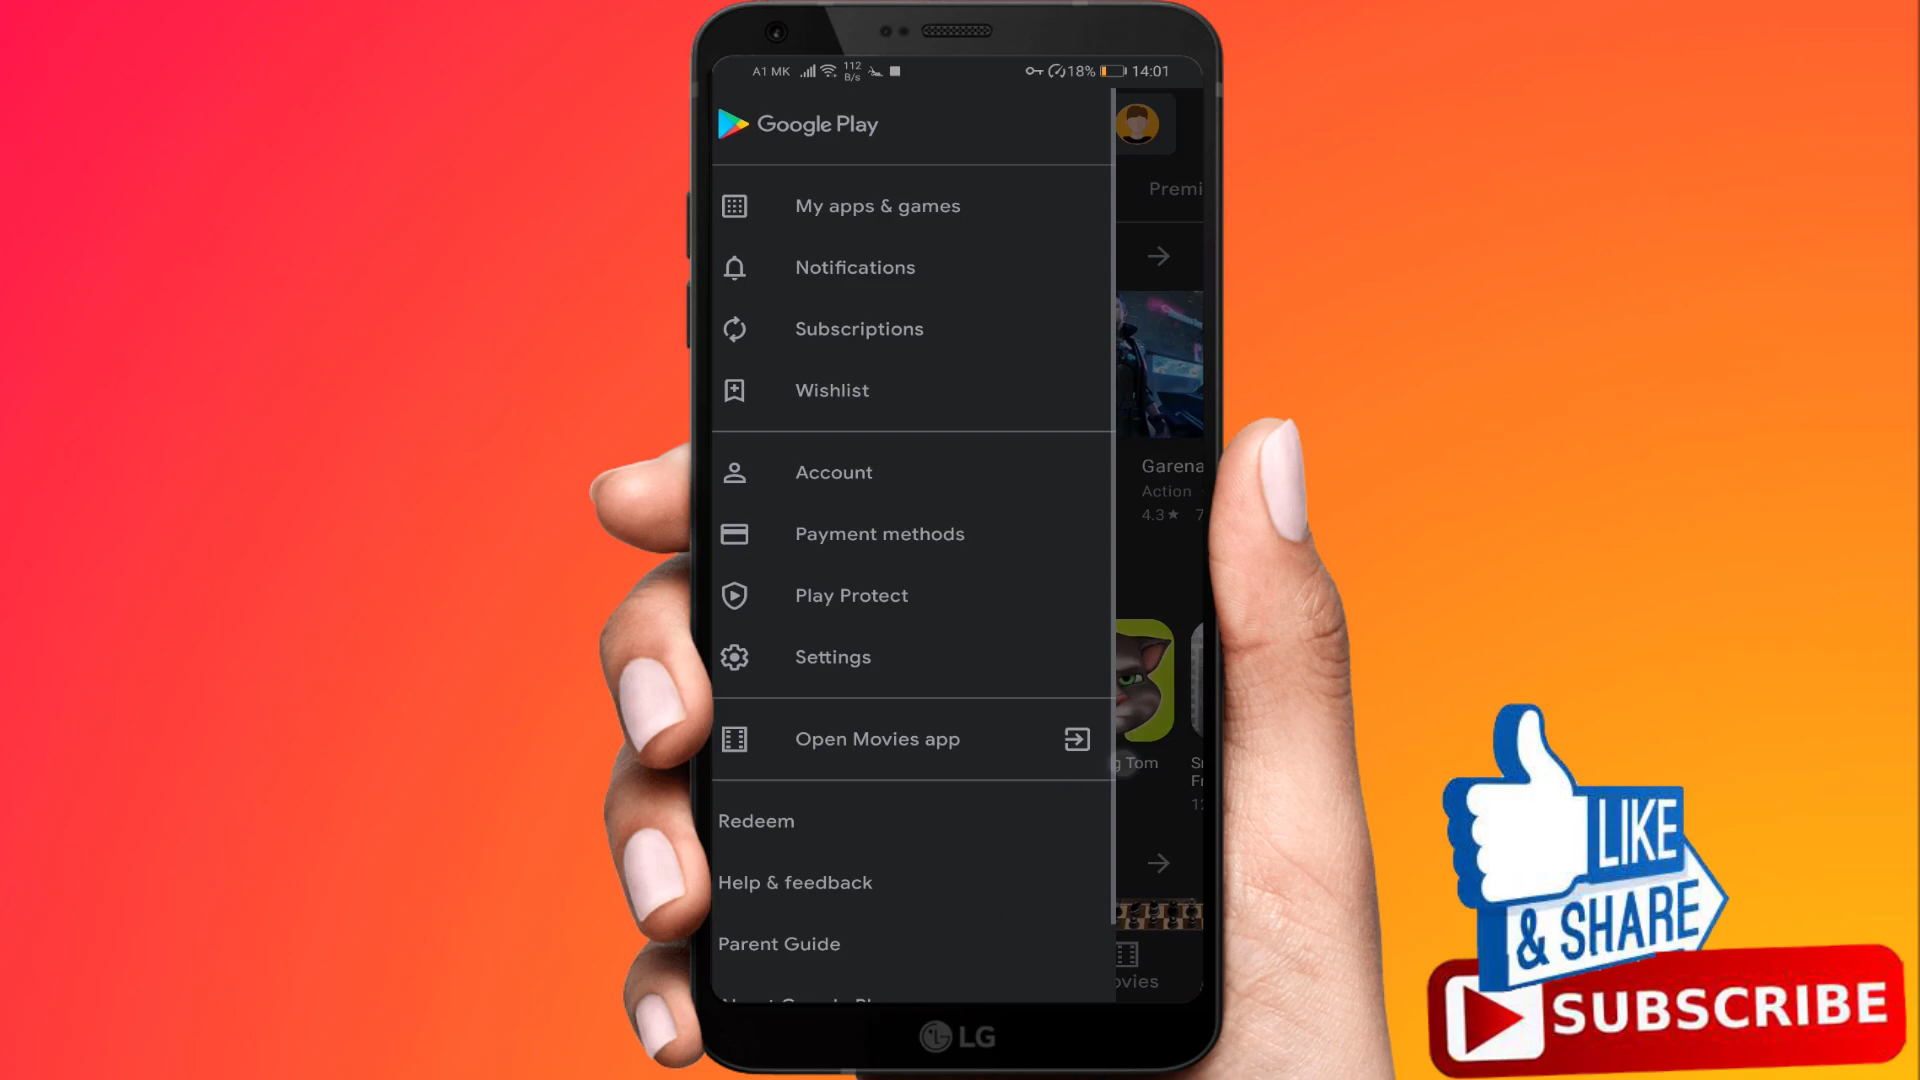 A1 MK 112 B/s 18% 14:01
Google Play
Premi
My apps & games
Notifications
Subscriptions
Wishlist
Garena
Action
4.3★ 7
Account
Payment methods
Play Protect
Settings
Open Movies app
g Tom
Redeem
Help & feedback
Parent Guide
ovies
LG
LIKE
& SHARE
SUBSCRIBE